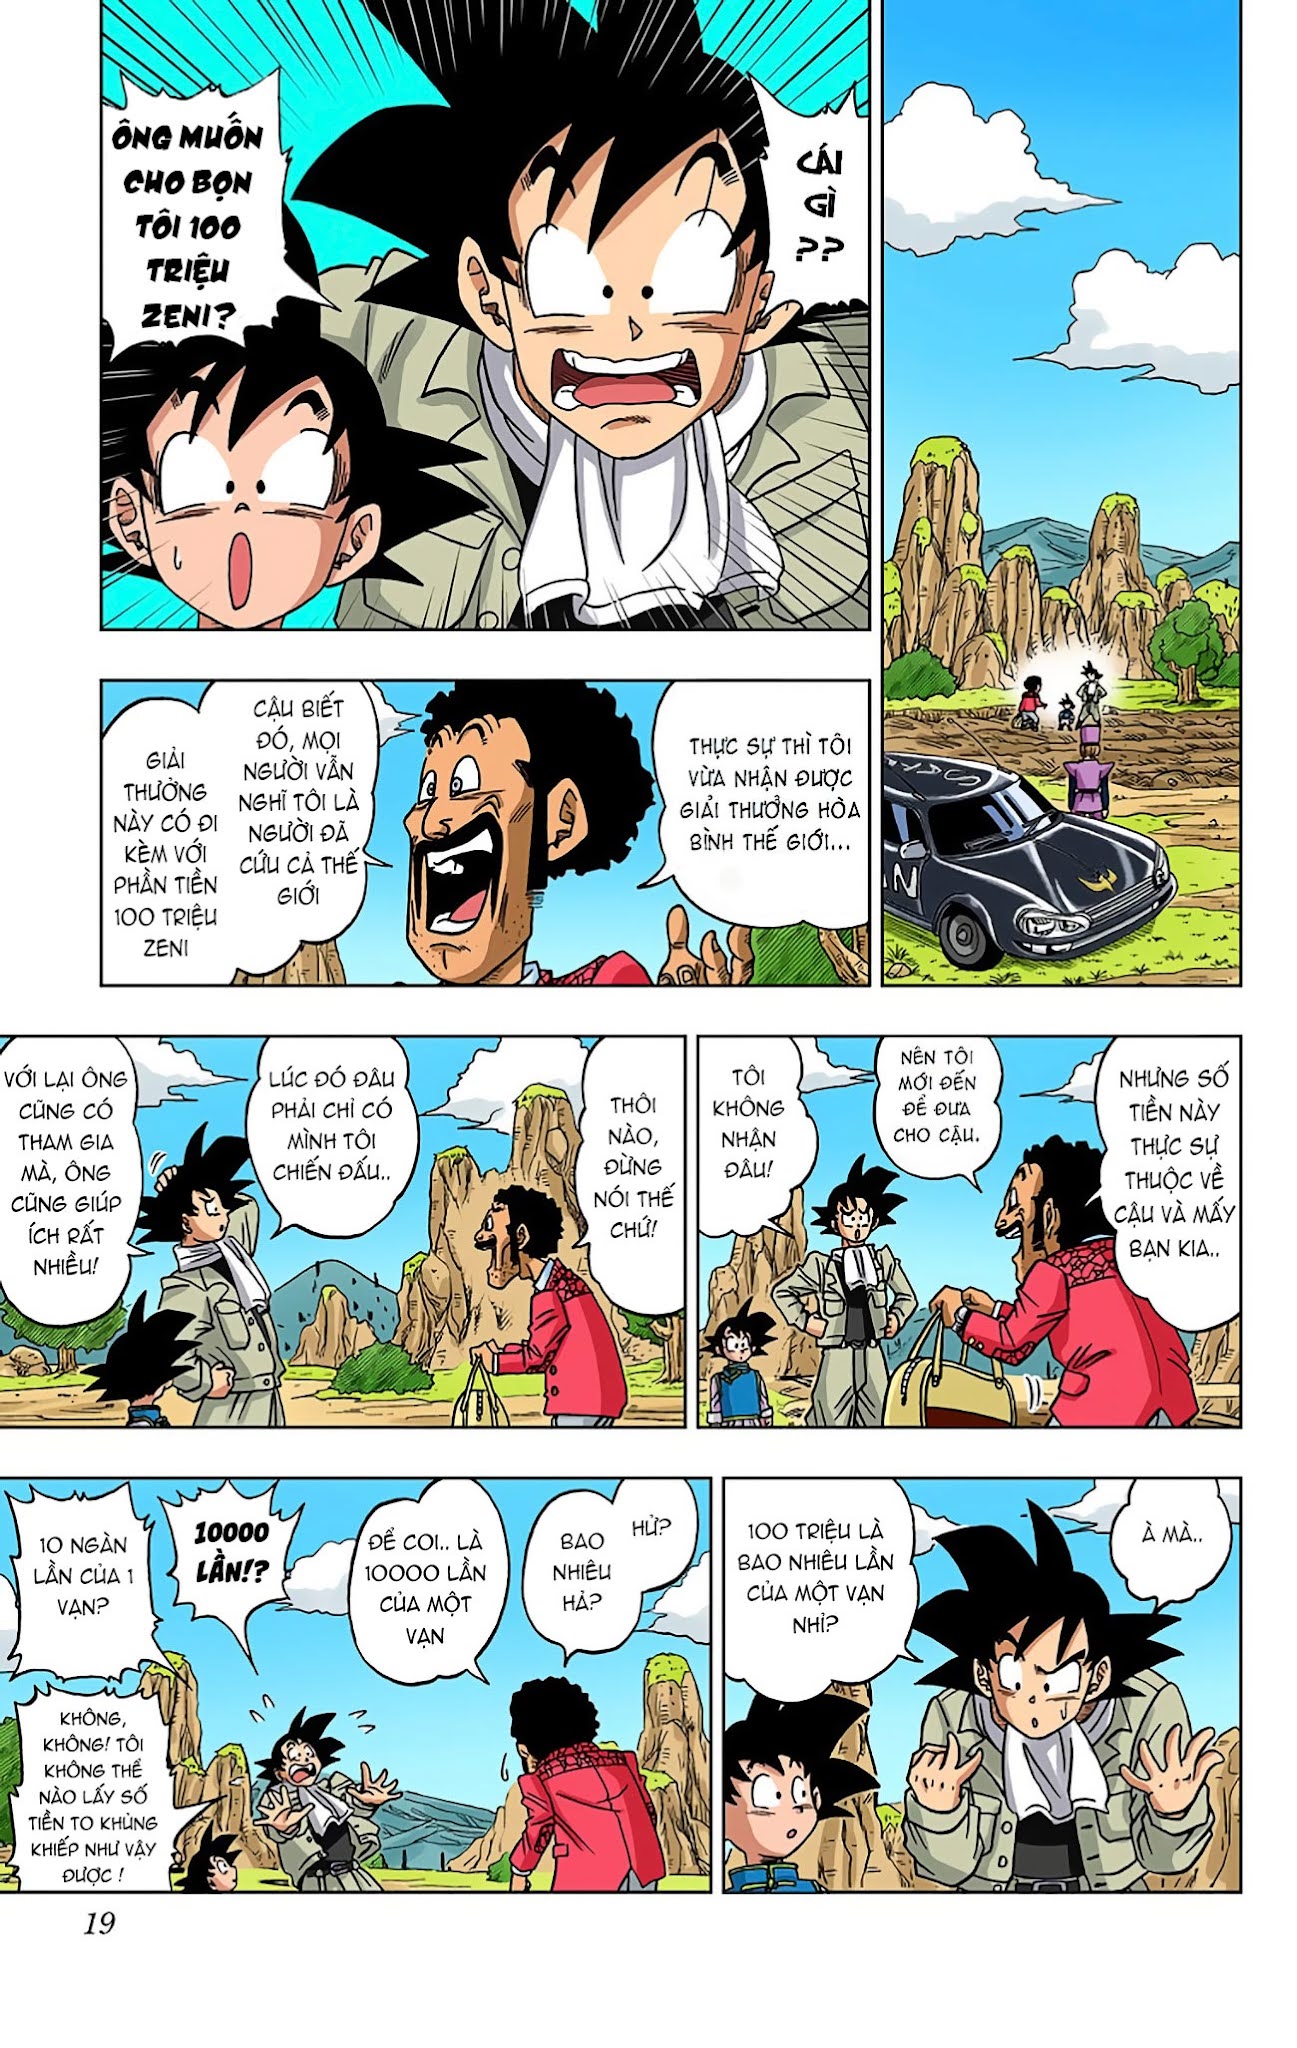 CÁI
GÌ
??
ÔNG MUỐN
CHO BỌN
TÔI 100
TRIỆU
ZENI?
THỰC SỰ THÌ TÔI
VỪA NHẬN ĐƯỢC
GIẢI THƯỞNG HÒA
BÌNH THẾ GIỚI...
CẬU BIẾT
ĐÓ, MỌI
NGƯỜI VẪN
NGHĨ TÔI LÀ
NGƯỜI ĐÃ
CỨU CẢ THẾ
GIỚI
GIẢI
THƯỞNG
NÀY CÓ ĐI
KÈM VỚI
PHẦN TIỀN
100 TRIỆU
ZENI
NHƯNG SỐ
TIỀN NÀY
THỰC SỰ
THUỘC VỀ
CẬU VÀ MẤY
BẠN KIA..
NÊN TÔI
MỚI ĐẾN
ĐỂ ĐƯA
CHO CẬU.
TÔI
KHÔNG
NHẬN
ĐÂU!
THÔI
NÀO,
ĐỪNG
NÓI THẾ
CHỨ!
LÚC ĐÓ ĐÂU
PHẢI CHỈ CÓ
MÌNH TÔI
CHIẾN ĐẤU..
VỚI LẠI ÔNG
CŨNG CÓ
THAM GIA
MÀ, ÔNG
CŨNG GIÚP
ÍCH RẤT
NHIỀU!
À MÀ..
100 TRIỆU LÀ
BAO NHIÊU LẦN
CỦA MỘT VẠN
NHỈ?
HỬ?
BAO
NHIÊU
HẢ?
ĐỂ COI.. LÀ
10000 LẦN
CỦA MỘT
VẠN
10000
LẦN!?
10 NGÀN
LẦN CỦA 1
VẠN?
KHÔNG,
KHÔNG! TÔI
KHÔNG THỂ
NÀO LẤY SỐ
TIỀN TO KHỦNG
KHIẾP NHƯ VẬY
ĐƯỢC !
19